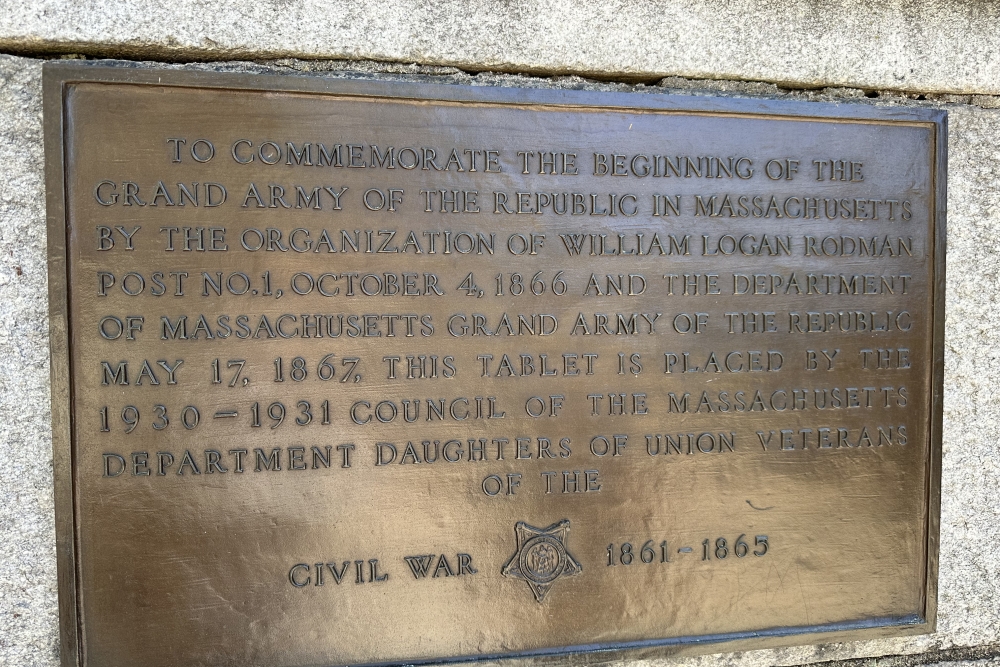 TO COMMEMORATE THE BEGINNING OF THE
GRAND ARMY OF THE REPUBLIC IN MASSACHUSETTS
BY THE ORGANIZATION OF WILLIAM LOGAN RODMAN
POST NO.1, OCTOBER 4, 1866 AND THE DEPARTMENT
OF MASSACHUSETTS GRAND ARMY OF THE REPUBLIC
MAY 17, 1867, THIS TABLET IS PLACED BY THE
1930-1931 COUNCIL OF THE MASSACHUSETTS
DEPARTMENT DAUGHTERS OF UNION VETERANS
OF THE
CIVIL WAR 1861-1865